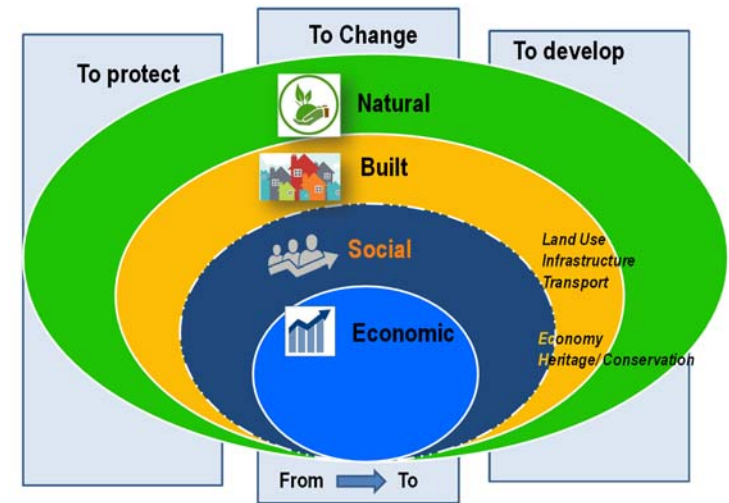 To Change
To protect
To develop
Natural
Built
Social
Land Use
Infrastructure
Transport
Economic
Economy
Heritage/Conservation
From To